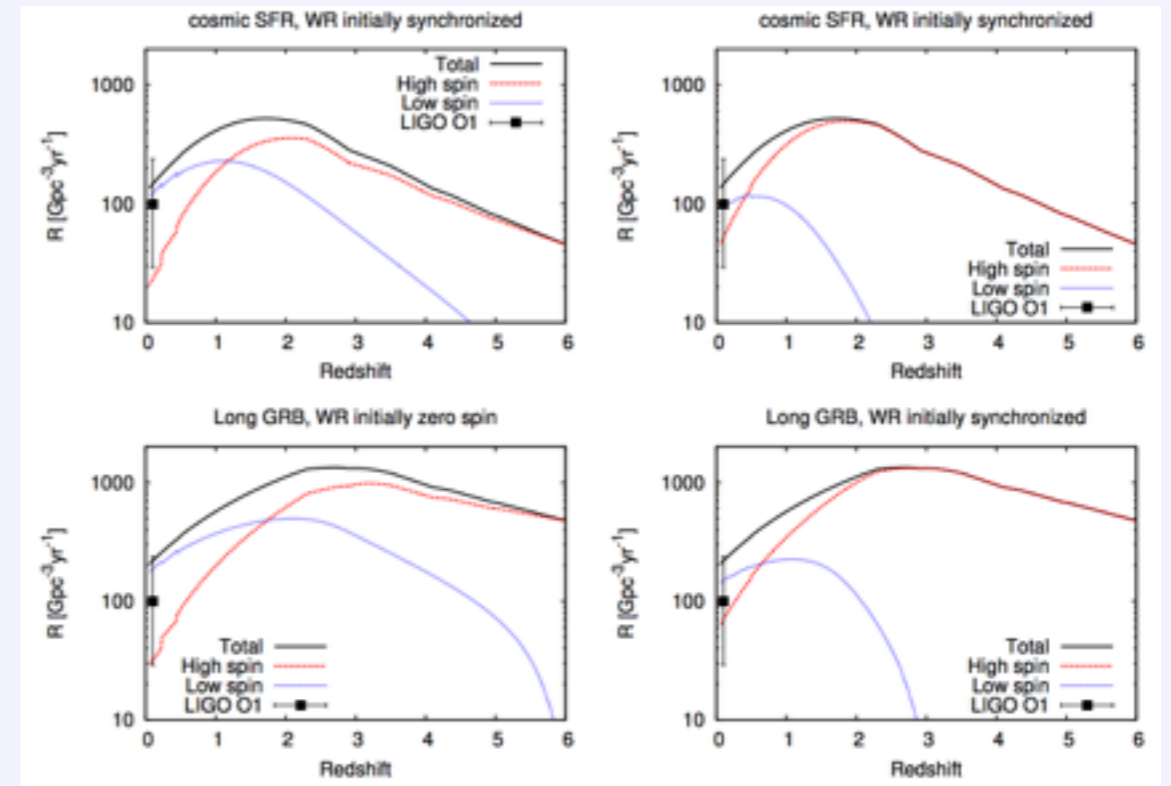 cosmic SFR, WR initially synchronized
Total
High spin
Low spin
LIGO O1
1000
100
10
R [Gpc-3yr-1]
0 1 2 3 4 5 6
Redshift
cosmic SFR, WR initially synchronized
Total
High spin
Low spin
LIGO O1
1000
100
10
R [Gpc-3yr-1]
0 1 2 3 4 5 6
Redshift
Long GRB, WR initially zero spin
Total
High spin
Low spin
LIGO O1
1000
100
10
R [Gpc-3yr-1]
0 1 2 3 4 5 6
Redshift
Long GRB, WR initially synchronized
Total
High spin
Low spin
LIGO O1
1000
100
10
R [Gpc-3yr-1]
0 1 2 3 4 5 6
Redshift